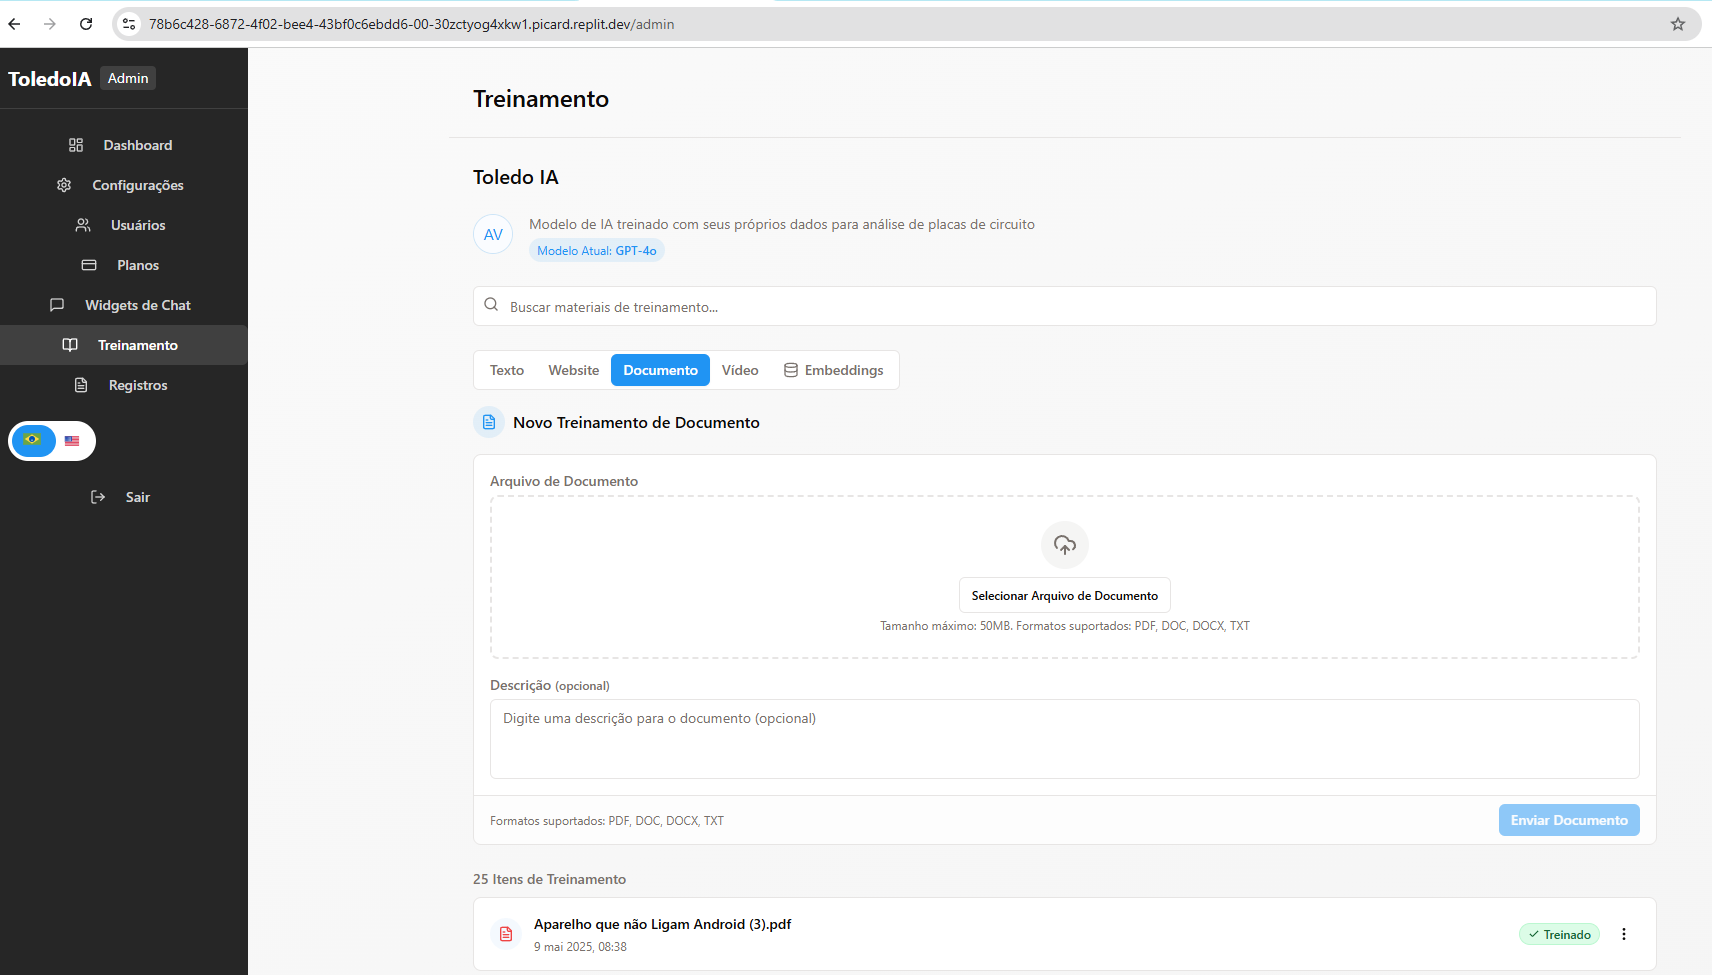 78b6c428-6872-4f02-bee4-43bf0c6ebdd6-00-30zctyog4xkw1.picard.replit.dev/admin
ToledoIA Admin
Dashboard
Configurações
Usuários
Planos
Widgets de Chat
Treinamento
Registros
Sair
Treinamento
Toledo IA
AV
Modelo de IA treinado com seus próprios dados para análise de placas de circuito
Modelo Atual: GPT-4o
Buscar materiais de treinamento...
Texto Website Documento Vídeo Embeddings
Novo Treinamento de Documento
Arquivo de Documento
Selecionar Arquivo de Documento
Tamanho máximo: 50MB. Formatos suportados: PDF, DOC, DOCX, TXT
Descrição (opcional)
Digite uma descrição para o documento (opcional)
Formatos suportados: PDF, DOC, DOCX, TXT
Enviar Documento
25 Itens de Treinamento
Aparelho que não Ligam Android (3).pdf
9 mai 2025, 08:38
Treinado